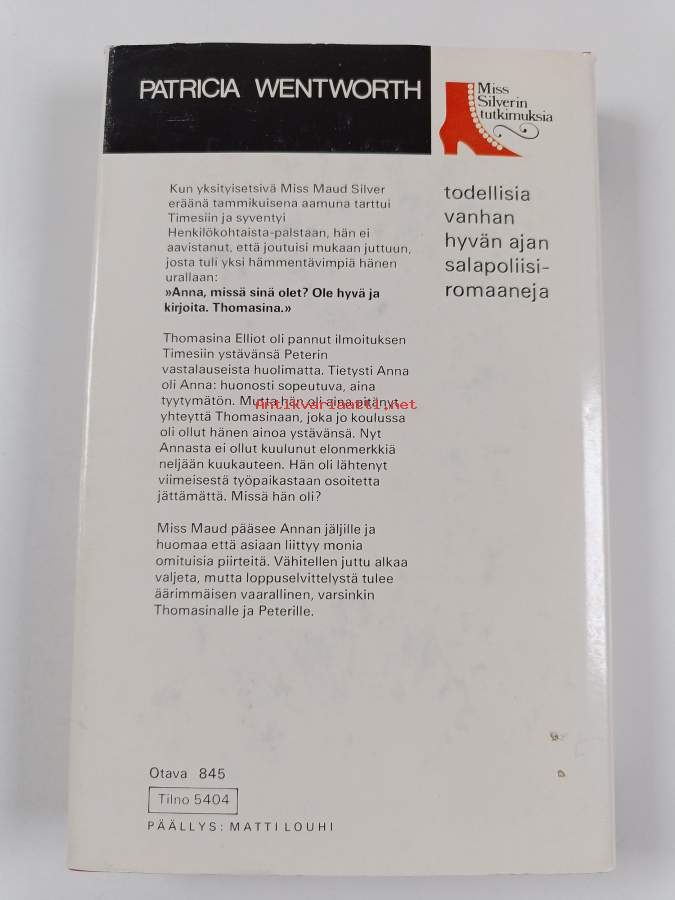 PATRICIA WENTWORTH
Miss
Silverin
tutkimuksia
todellisia
vanhan
hyvän ajan
salapoliisi-
romaaneja
Kun yksityisetsivä Miss Maud Silver
eräänä tammikuisena aamuna tarttui
Timesiin ja syventyi
Henkilökohtaista-palstaan, hän ei
aavistanut, että joutuisi mukaan juttuun,
josta tuli yksi hämmentävimpiä hänen
urallaan:
»Anna, missä sinä olet? Ole hyvä ja
kirjoita. Thomasina.»
Thomasina Elliot oli pannut ilmoituksen
Timesiin ystävänsä Peterin
vastalauseista huolimatta. Tietysti Anna
oli Anna: huonosti sopeutuva, aina
tyytymätön. Mutta hän oli aina pitänyt
yhteyttä Thomasinaan, joka jo koulussa
oli ollut hänen ainoa ystävänsä. Nyt
Annasta ei ollut kuulunut elonmerkkiä
neljään kuukauteen. Hän oli lähtenyt
viimeisestä työpaikastaan osoitetta
jättämättä. Missä hän oli?
Miss Maud pääsee Annan jäljille ja
huomaa että asiaan liittyy monia
omituisia piirteitä. Vähitellen juttu alkaa
valjeta, mutta loppuselvittelystä tulee
äärimmäisen vaarallinen, varsinkin
Thomasinalle ja Peterille.
Antikvariaatti.net
Otava 845
Tilno 5404
PÄÄLLYS: MATTI LOUHI